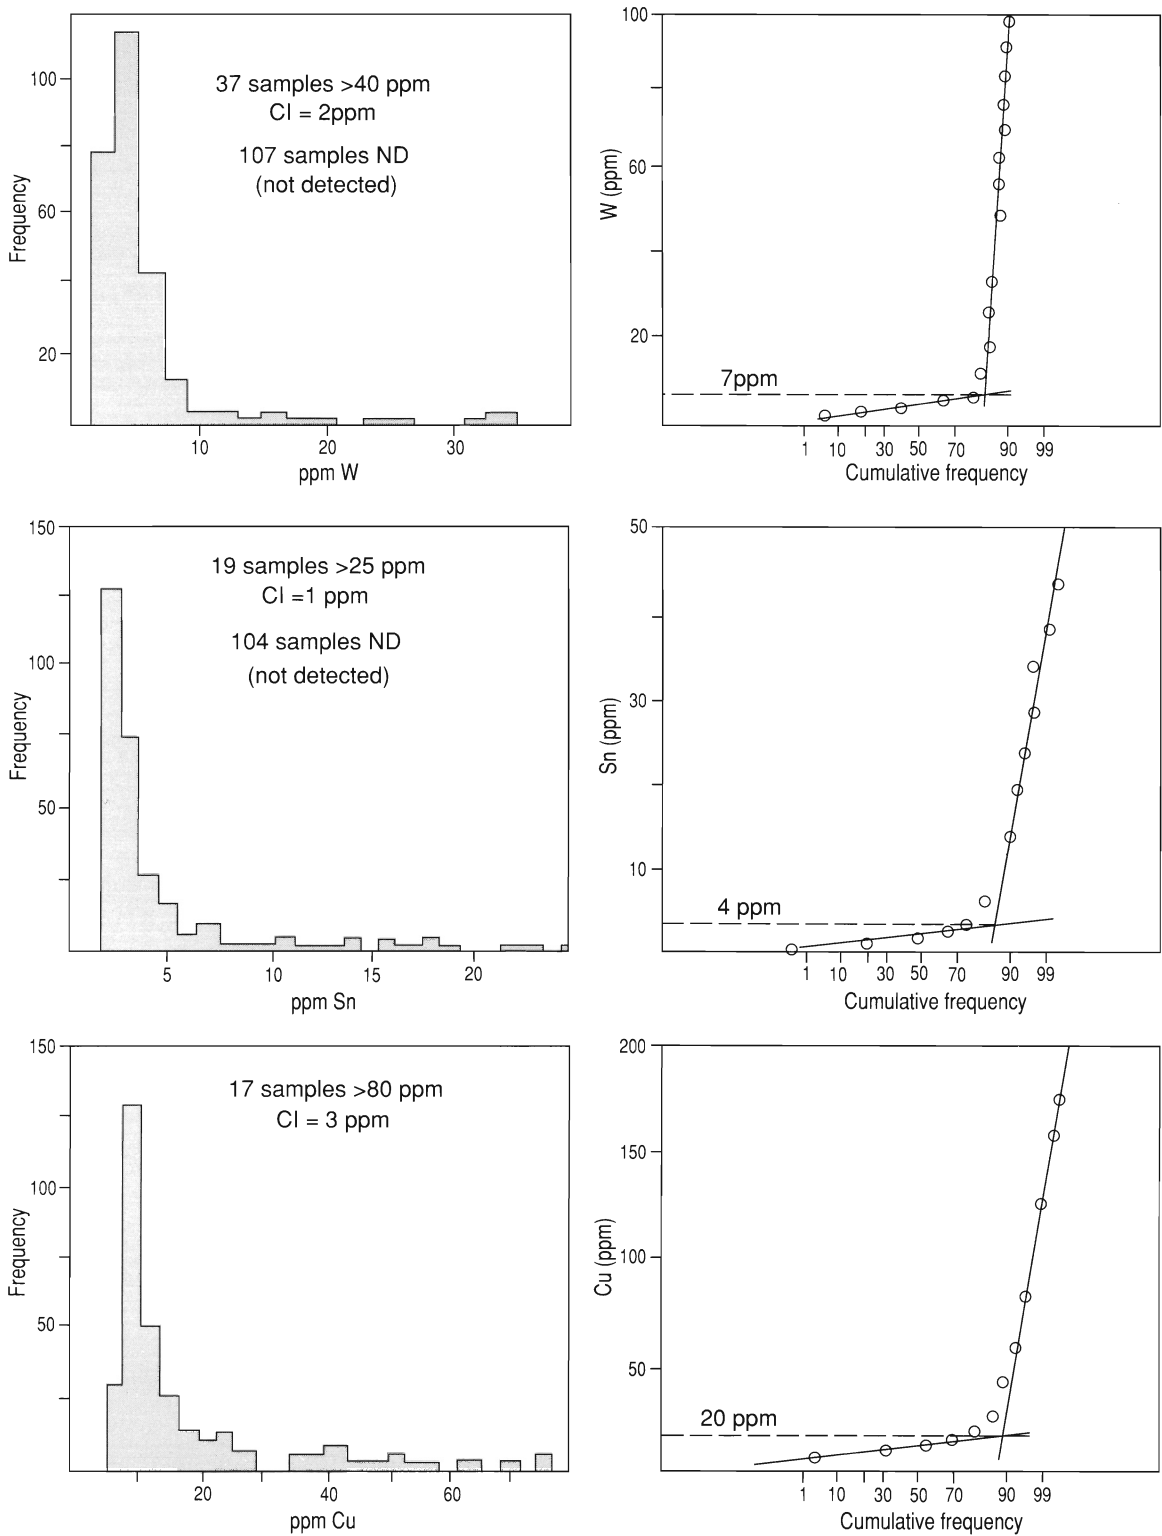 100
60
20
Frequency
37 samples >40 ppm
CI = 2ppm
107 samples ND
(not detected)
10 20 30
ppm W
100
60
20
W (ppm)
7ppm
1 10 30 50 70 90 99
Cumulative frequency
150
100
50
Frequency
19 samples >25 ppm
CI =1 ppm
104 samples ND
(not detected)
5 10 15 20
ppm Sn
50
30
10
Sn (ppm)
4 ppm
1 10 30 50 70 90 99
Cumulative frequency
150
100
50
Frequency
17 samples >80 ppm
CI = 3 ppm
20 40 60
ppm Cu
200
150
100
50
Cu (ppm)
20 ppm
1 10 30 50 70 90 99
Cumulative frequency